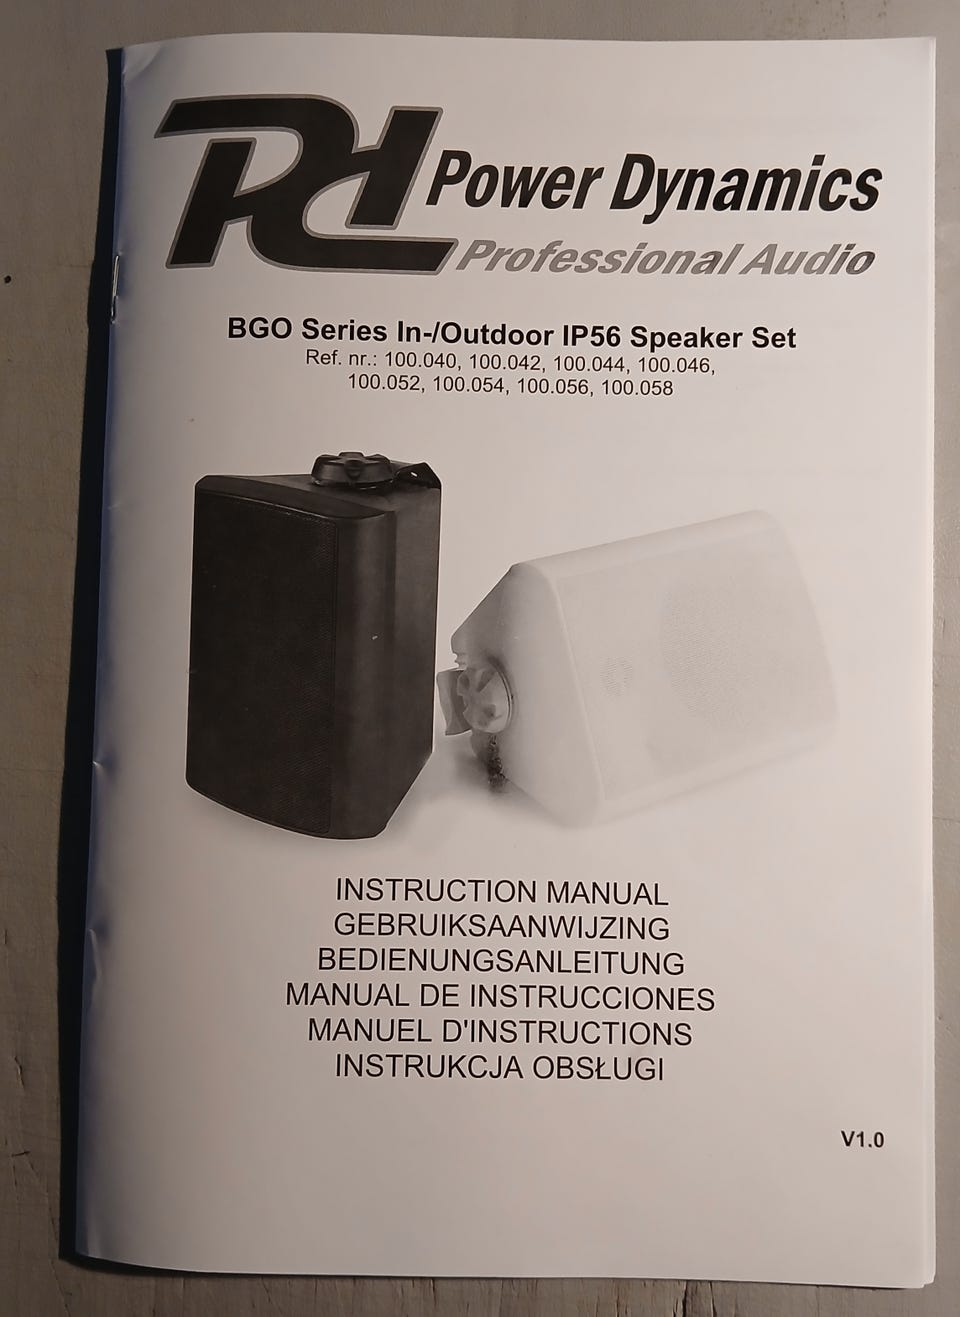 PD Power Dynamics
Professional Audio
BGO Series In-/Outdoor IP56 Speaker Set
Ref. nr.: 100.040, 100.042, 100.044, 100.046,
100.052, 100.054, 100.056, 100.058
INSTRUCTION MANUAL
GEBRUIKSAANWIJZING
BEDIENUNGSANLEITUNG
MANUAL DE INSTRUCCIONES
MANUEL D'INSTRUCTIONS
INSTRUKCJA OBSŁUGI
V1.0